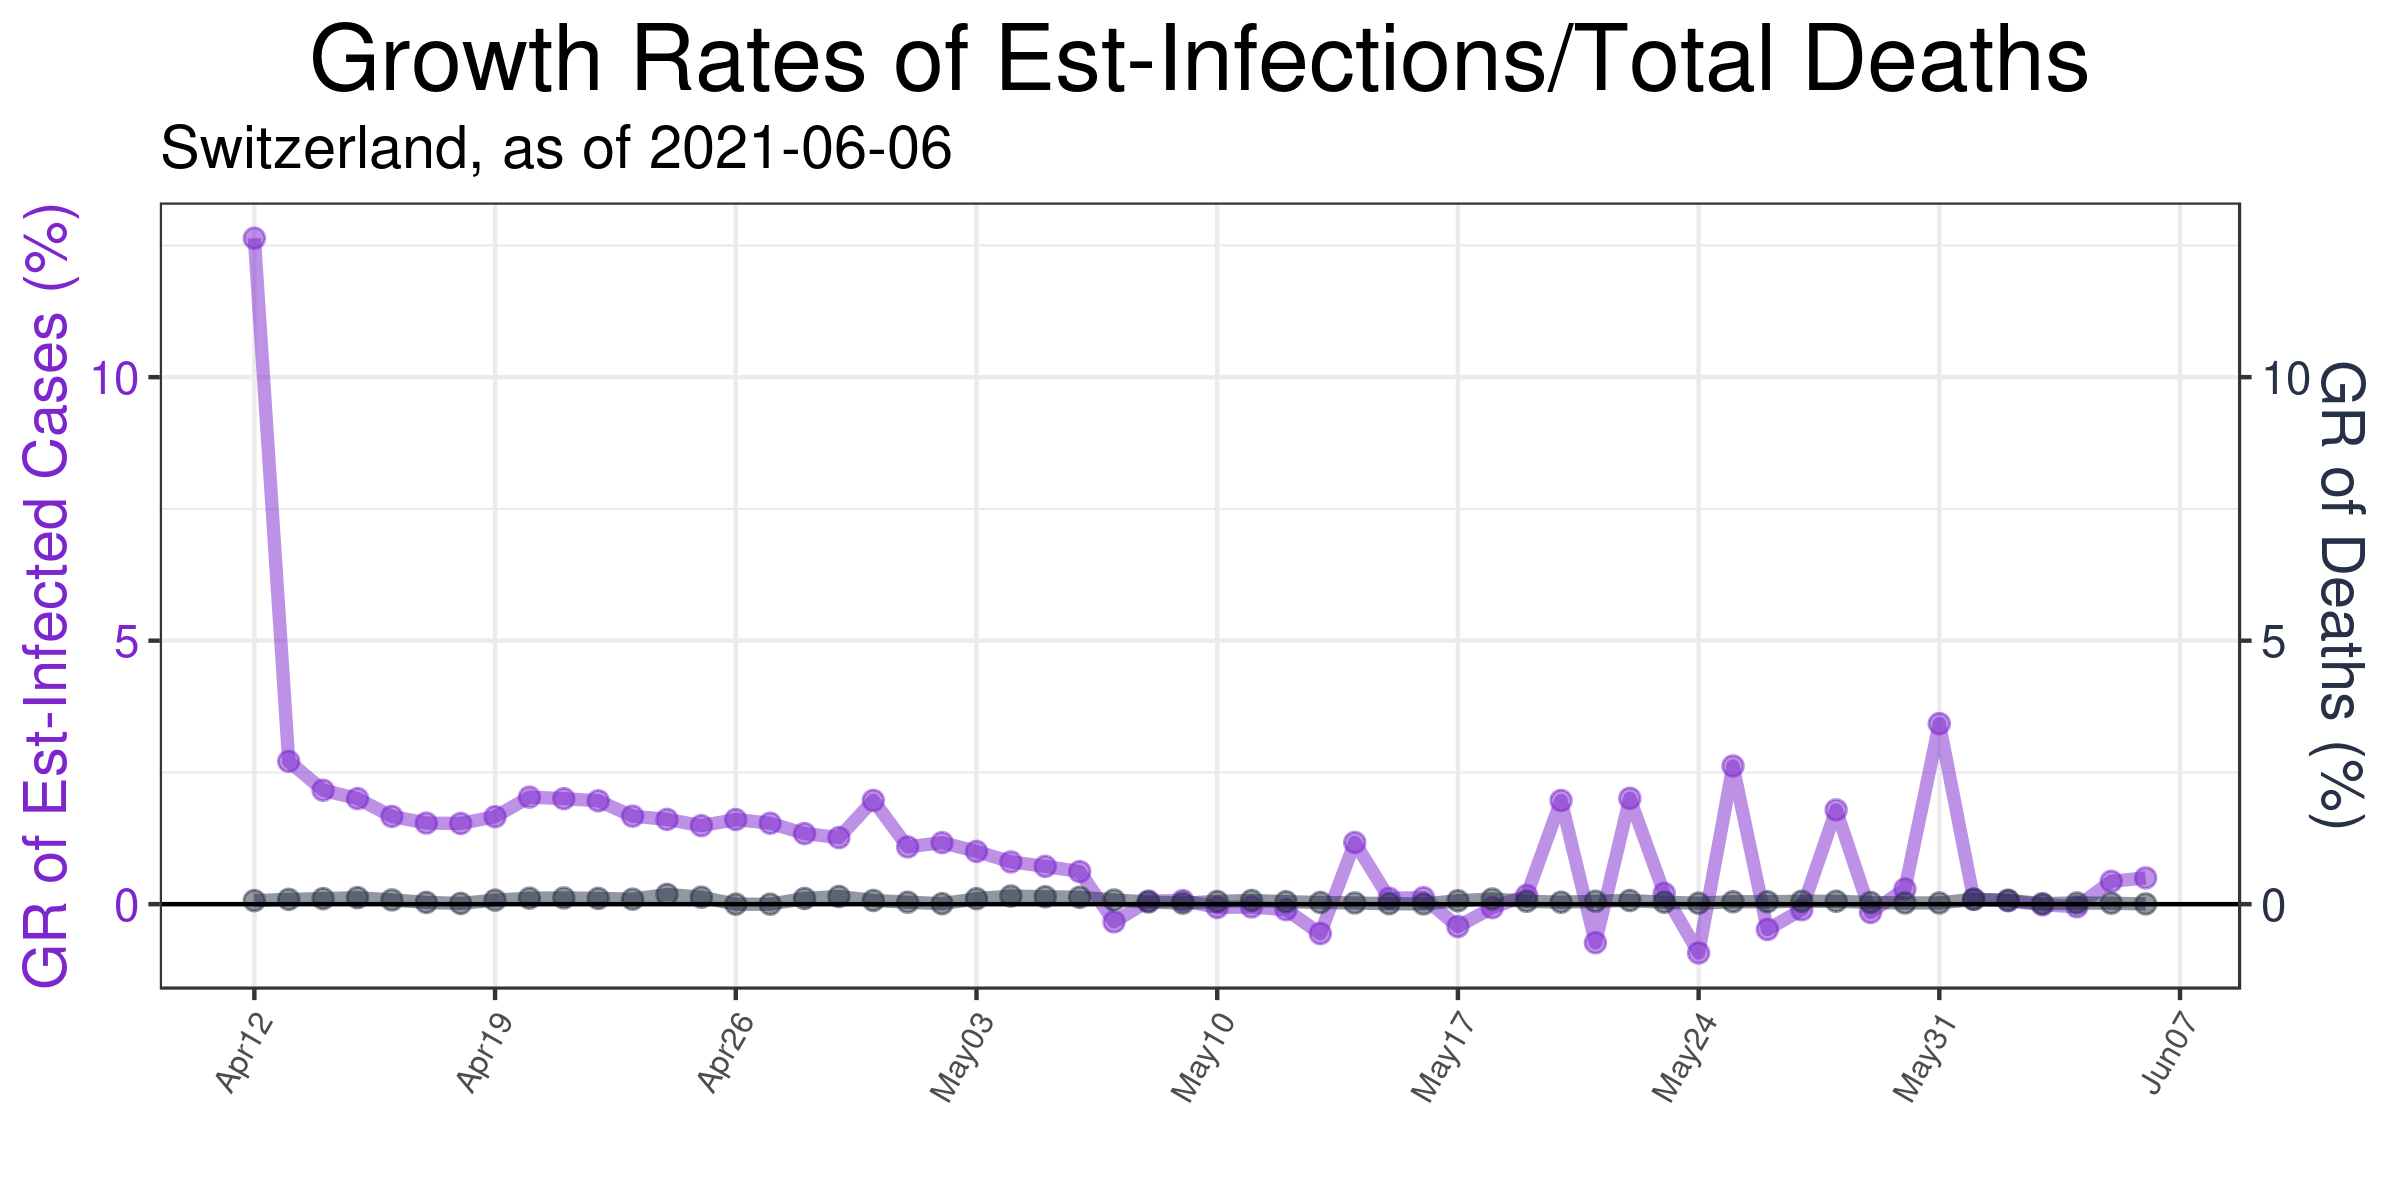 Growth Rates of Est-Infections/Total Deaths
Switzerland, as of 2021-06-06
GR of Est-Infected Cases (%)
10
5
0
10
5
0
GR of Deaths (%)
Apr12
Apr19
Apr26
May03
May10
May17
May24
May31
Jun07